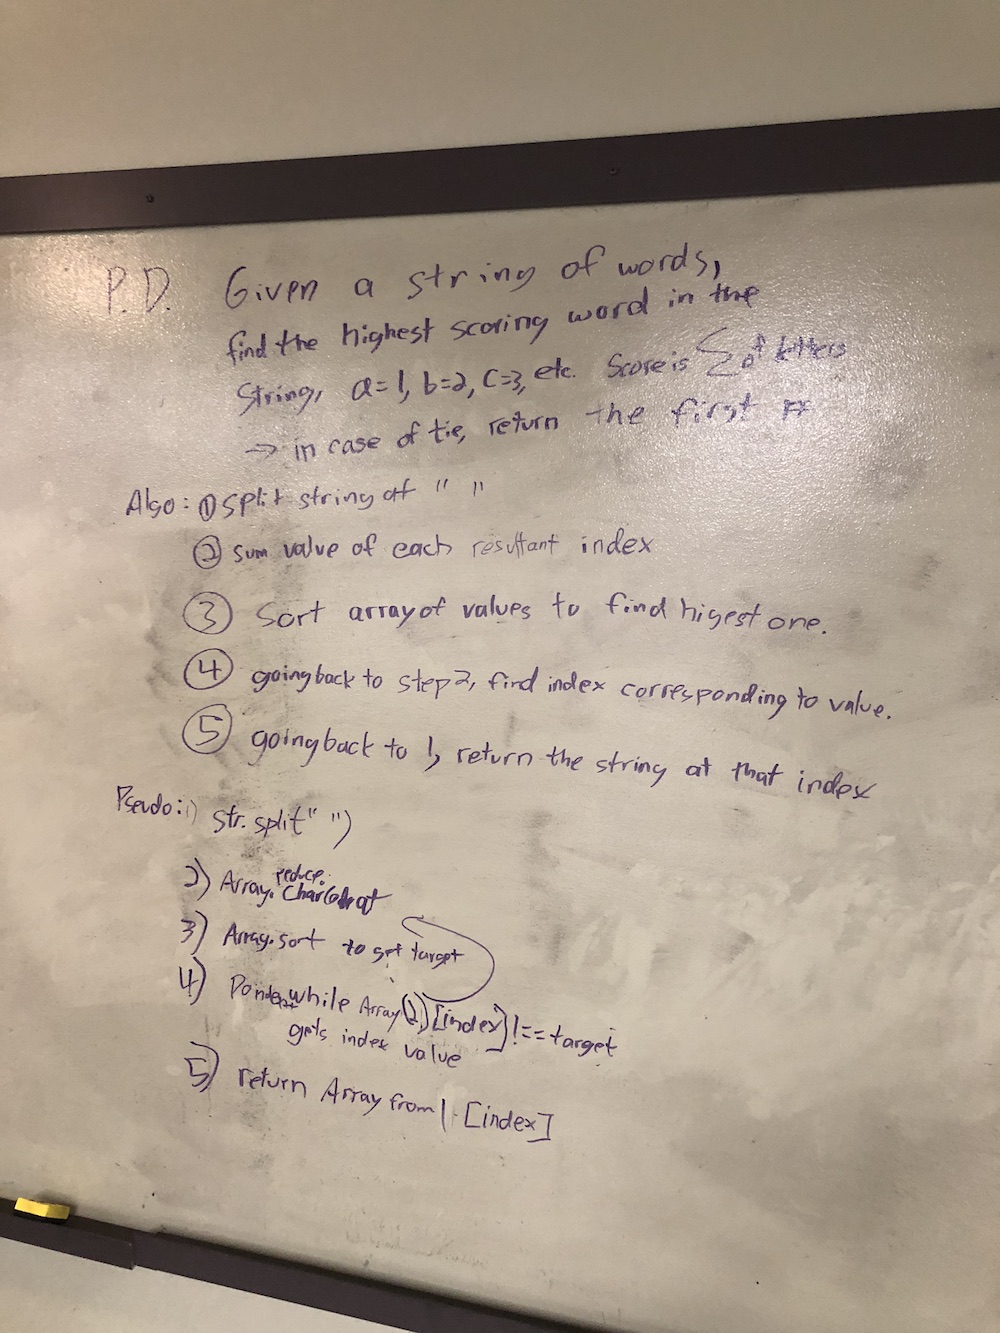 P.D. Given a string of words,
find the highest scoring word in the
string, a=1, b=2, c=3, etc. Score is ∑ of letters
→ in case of tie, return the first
Algo: ① split string at " "
② sum value of each resultant index
③ Sort array of values to find higest one.
④ going back to step 2, find index corresponding to value.
⑤ going back to 1, return the string at that index
Pseudo: 1) str.split" ")
2) Array. reduce. CharCodeat
3) Array.sort to get target
4) while Array(2)[index]!==target
gets index value
5) return Array from 1 [index]